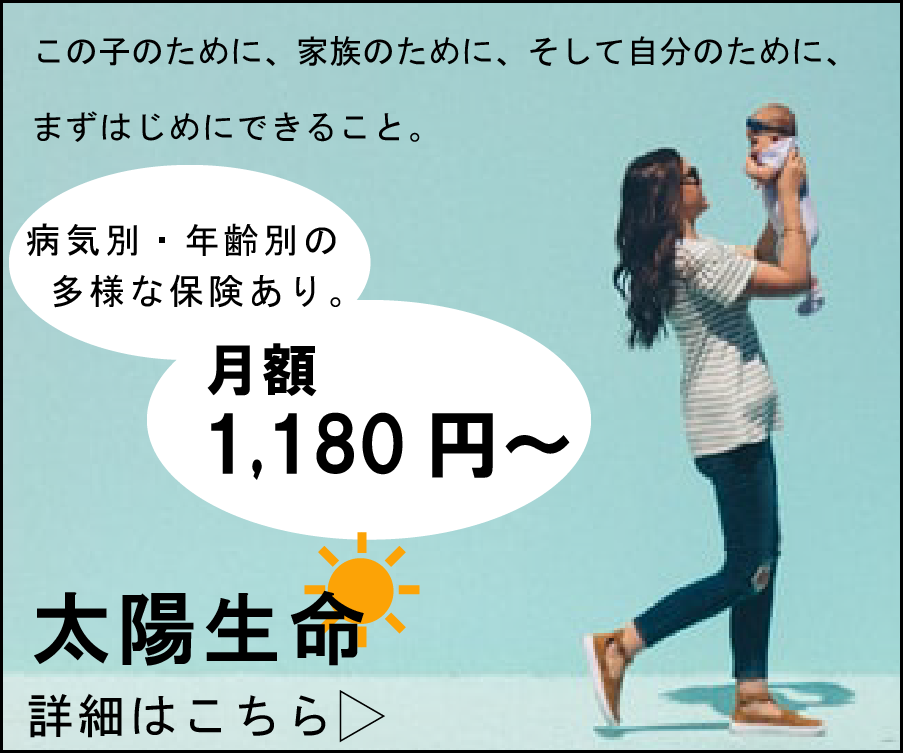 この子のために、家族のために、そして自分のために、
まずはじめにできること。
病気別・年齢別の
多様な保険あり。
月額
1,180円～
太陽生命
詳細はこちら▷